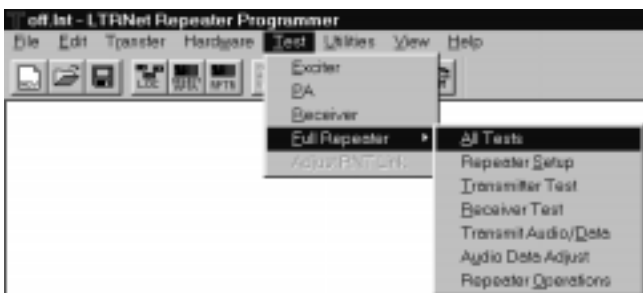 off.lnt - LTRNet Repeater Programmer
File Edit Transfer Hardware Test Utilities View Help
Exciter
PA
Receiver
Full Repeater
Adjust RNT Link
All Tests
Repeater Setup
Transmitter Test
Receiver Test
Transmit Audio/Data
Audio Data Adjust
Repeater Operations